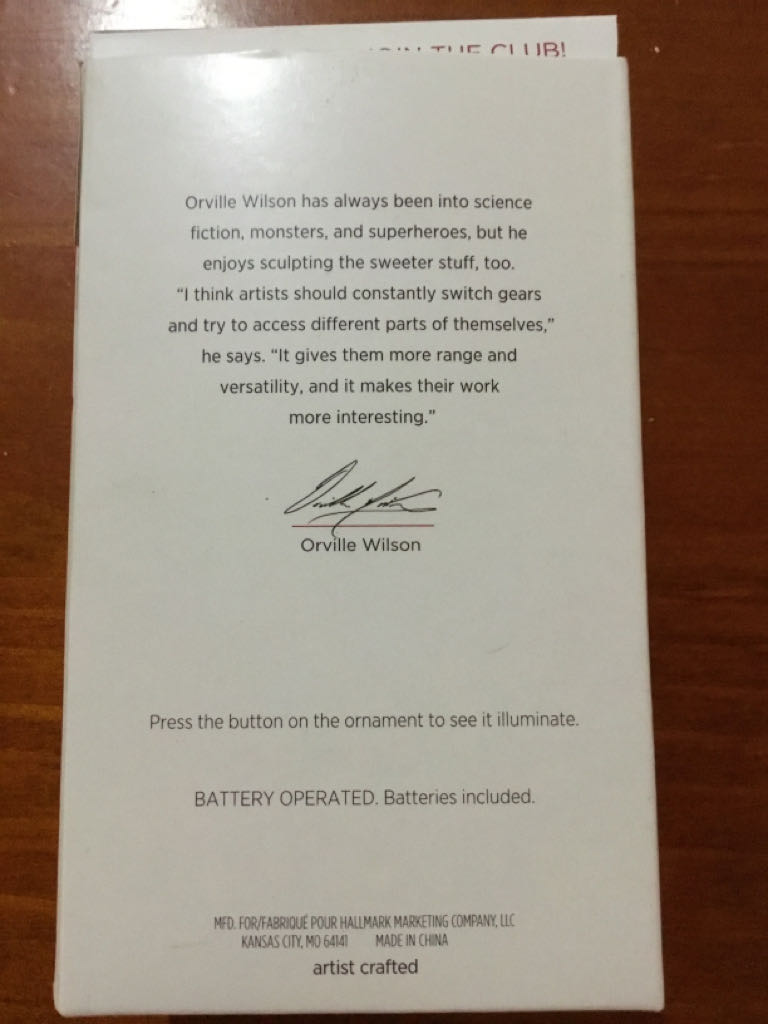 THE CLUB!
Orville Wilson has always been into science
fiction, monsters, and superheroes, but he
enjoys sculpting the sweeter stuff, too.
“I think artists should constantly switch gears
and try to access different parts of themselves,”
he says. “It gives them more range and
versatility, and it makes their work
more interesting.”
Orville Wilson
Orville Wilson
Press the button on the ornament to see it illuminate.
BATTERY OPERATED. Batteries included.
MFD. FOR/FABRIQUÉ POUR HALLMARK MARKETING COMPANY, LLC
KANSAS CITY, MO 64141 MADE IN CHINA
artist crafted